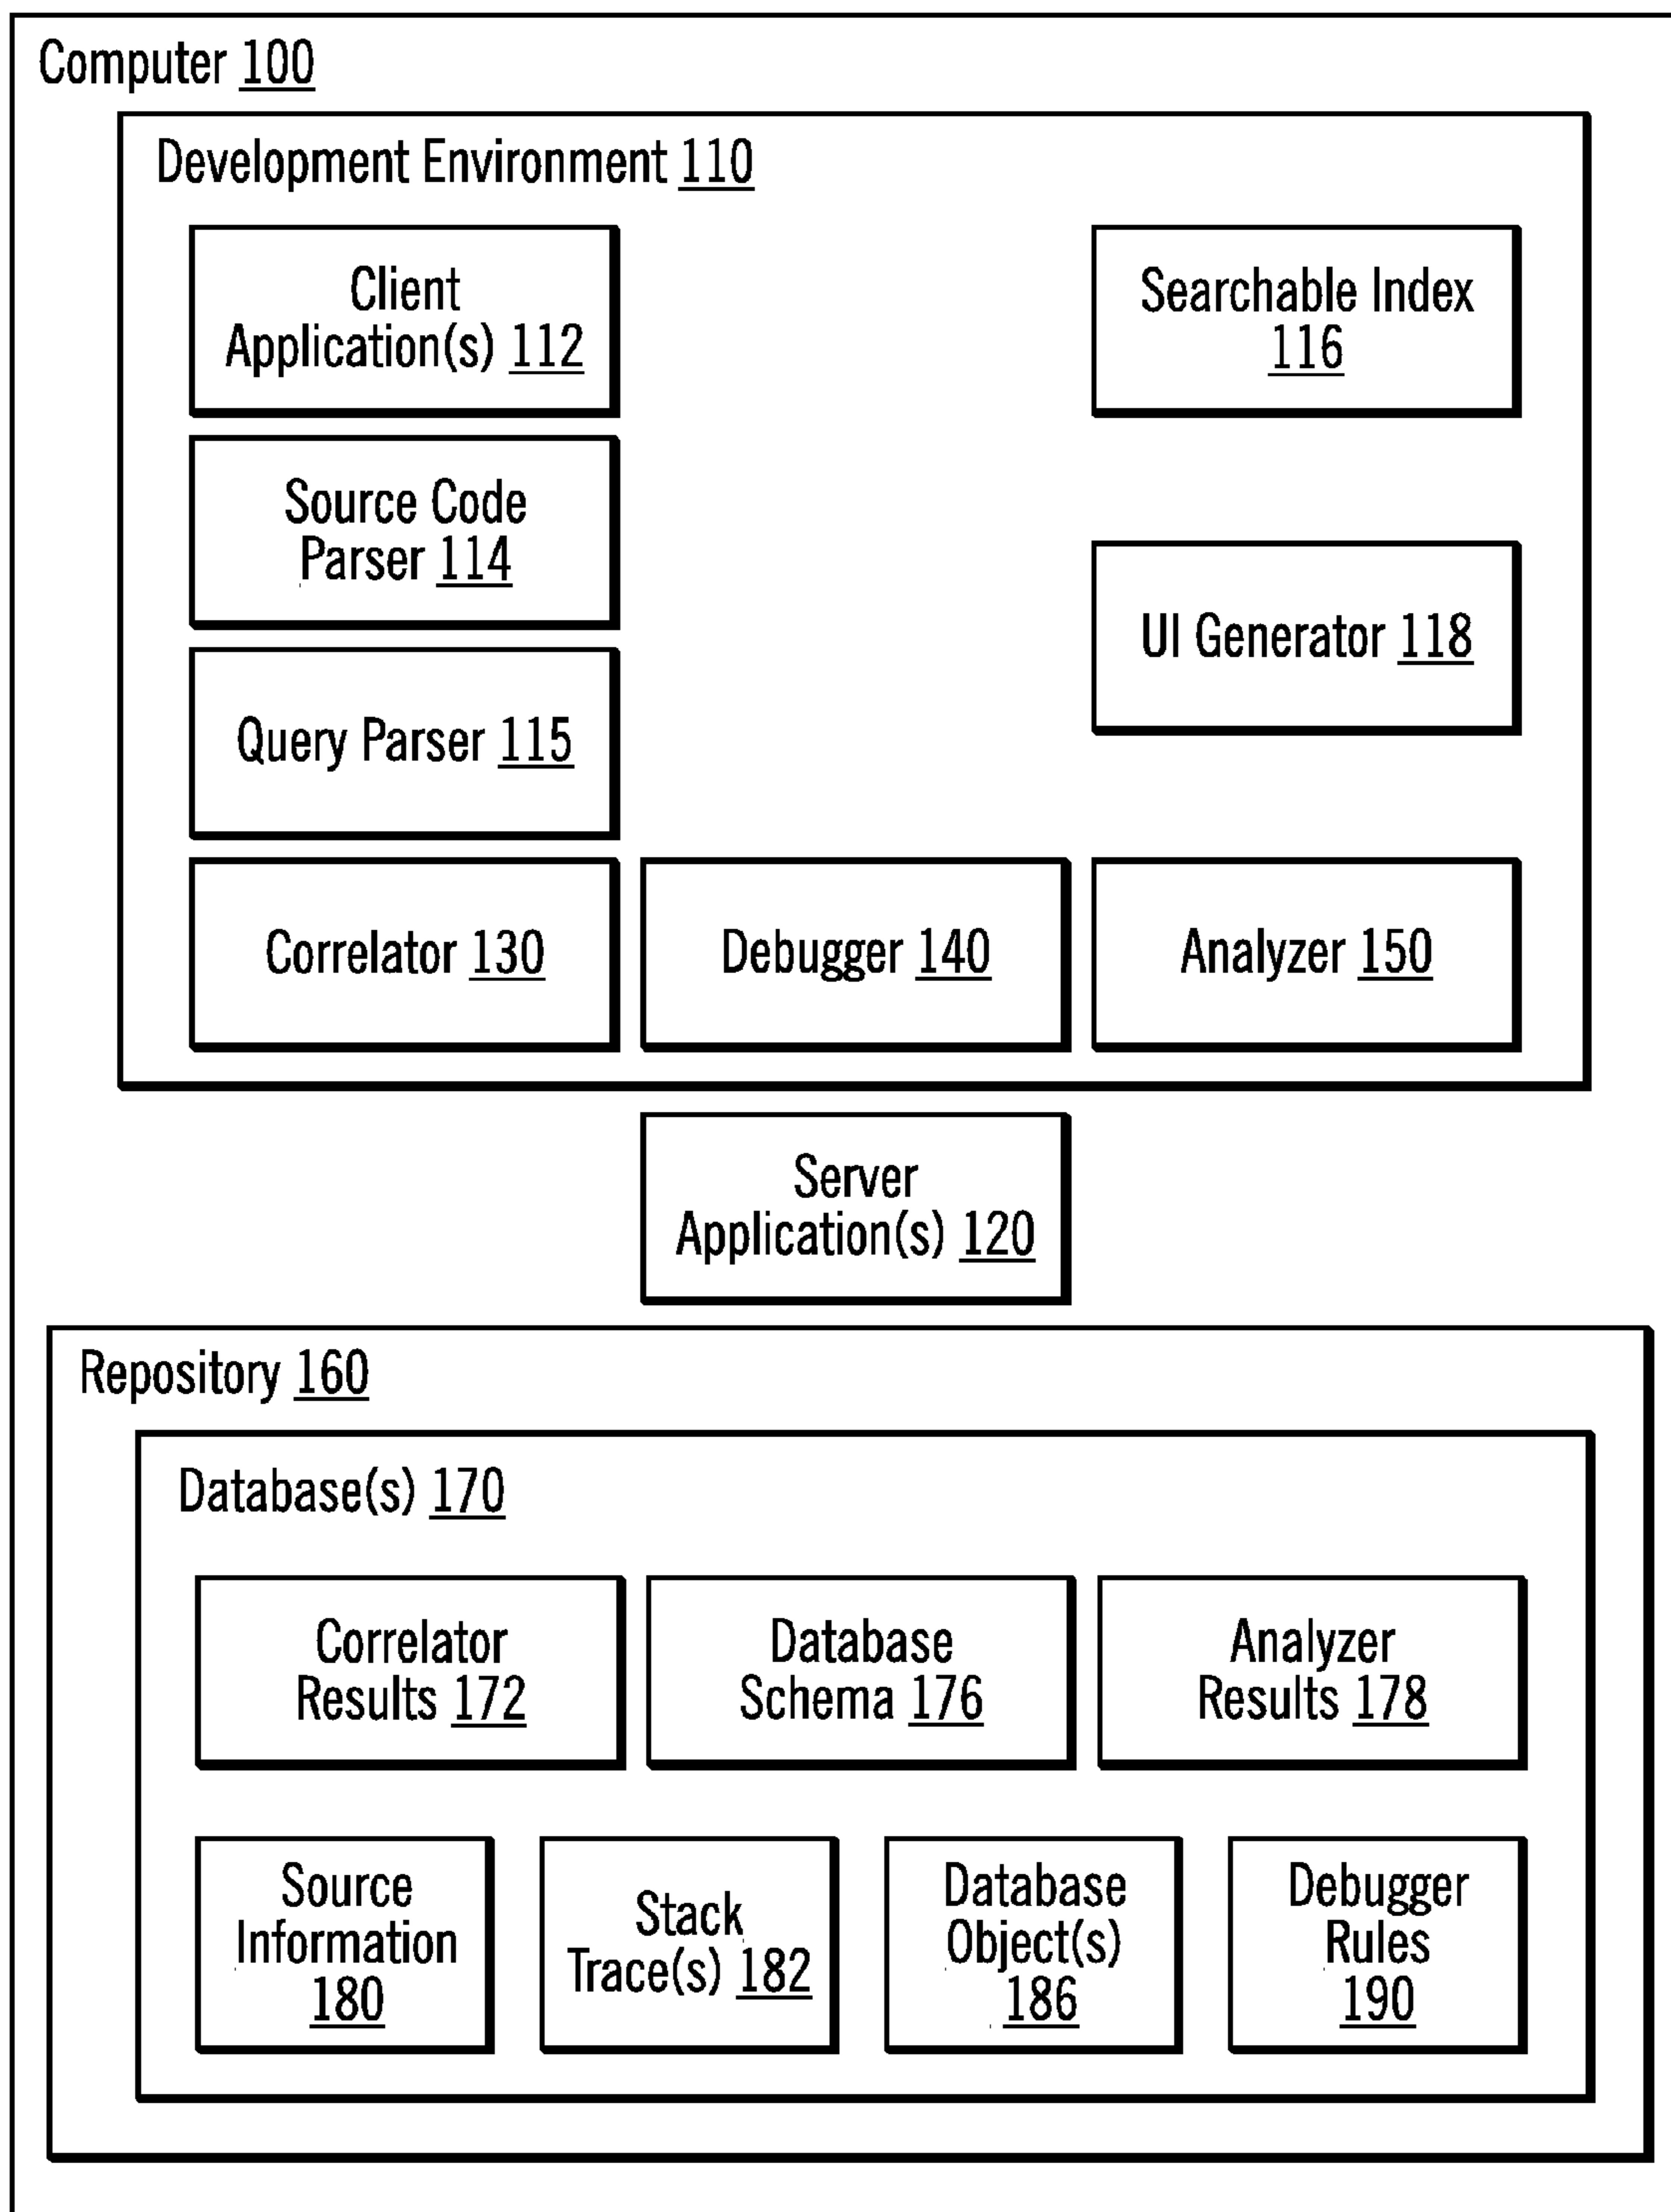 Computer 100
Development Environment 110
Client
Application(s) 112
Searchable Index
116
Source Code
Parser 114
UI Generator 118
Query Parser 115
Correlator 130
Debugger 140
Analyzer 150
Server
Application(s) 120
Repository 160
Database(s) 170
Correlator
Results 172
Database
Schema 176
Analyzer
Results 178
Source
Information
180
Stack
Trace(s) 182
Database
Object(s)
186
Debugger
Rules
190